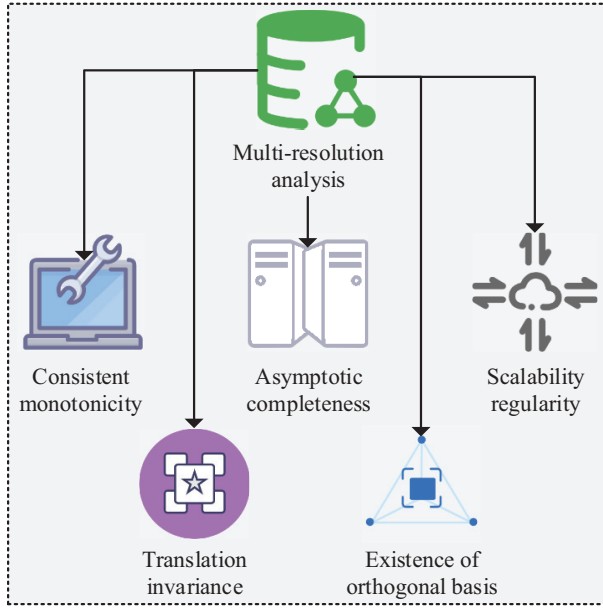 Multi-resolution
analysis
Consistent
monotonicity
Asymptotic
completeness
Scalability
regularity
Translation
invariance
Existence of
orthogonal basis